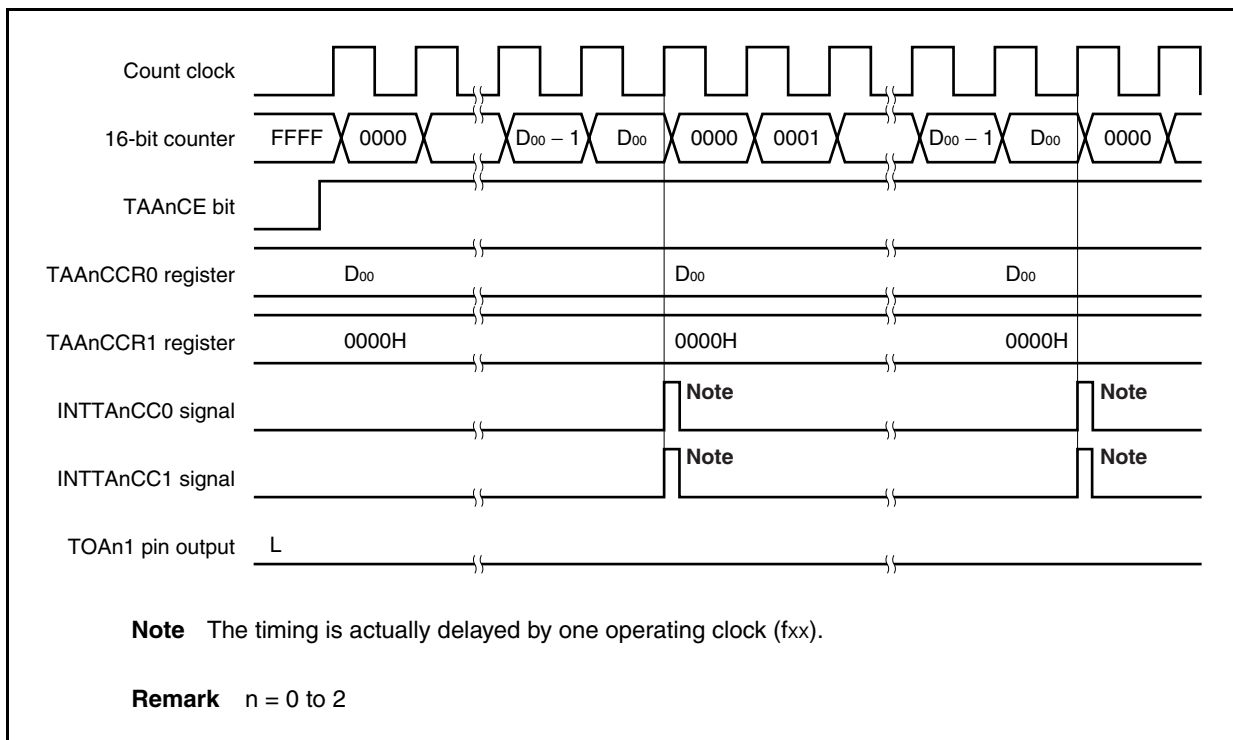 Count clock
16-bit counter FFFF 0000 D00 − 1 D00 0000 0001 D00 − 1 D00 0000
TAAnCE bit
TAAnCCR0 register D00 D00 D00
TAAnCCR1 register 0000H 0000H 0000H
INTTAnCC0 signal Note Note
INTTAnCC1 signal Note Note
TOAn1 pin output L
Note The timing is actually delayed by one operating clock (fxx).
Remark n = 0 to 2